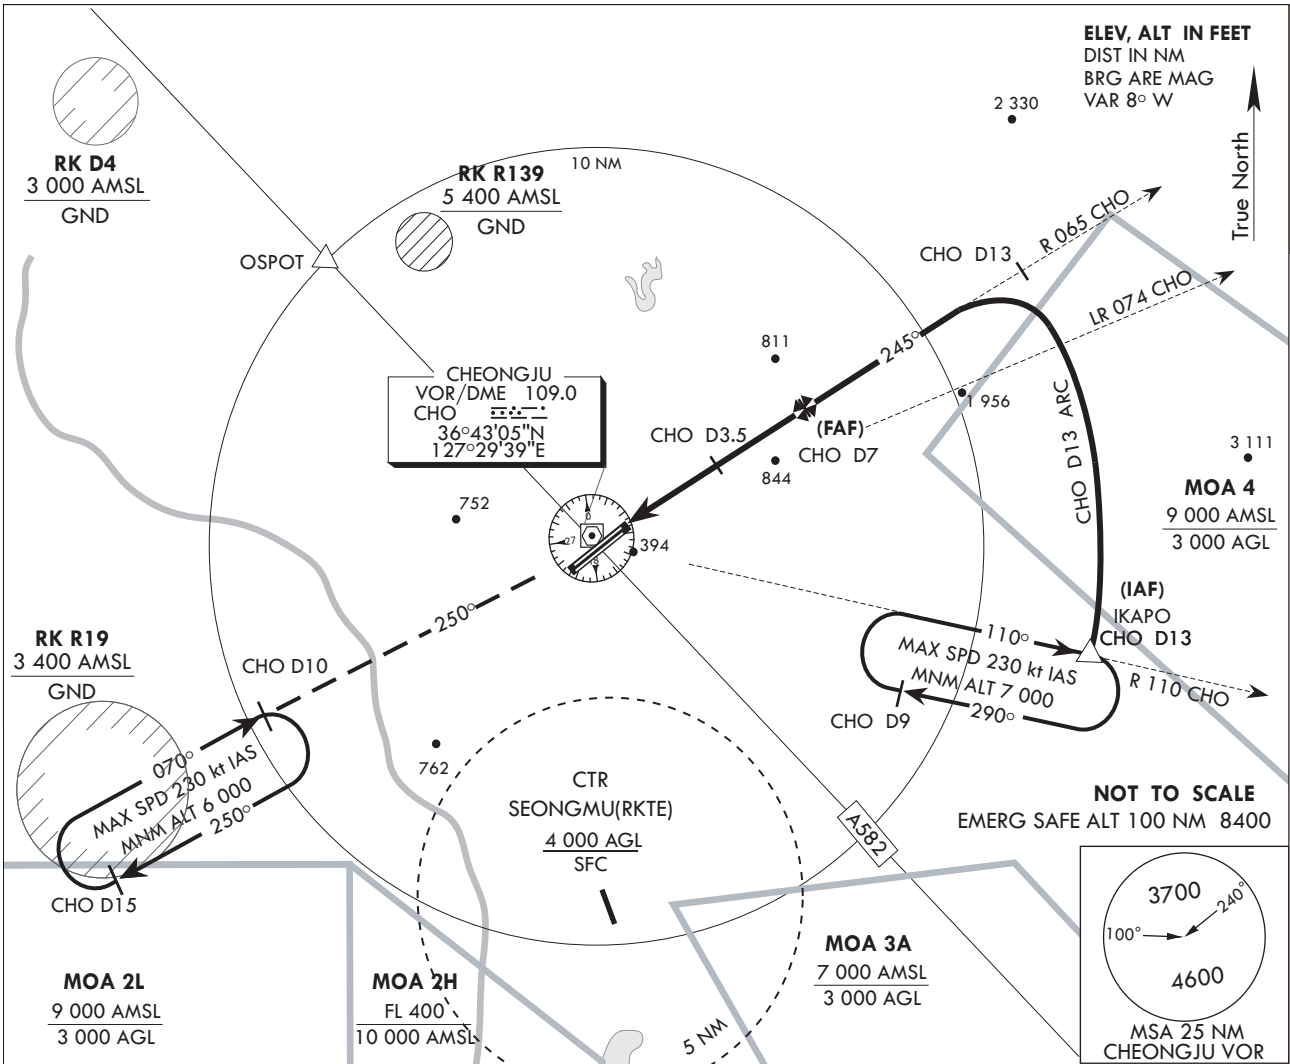 ELEV, ALT IN FEET
DIST IN NM
BRG ARE MAG
VAR 8° W
True North
2 330
RK D4
3 000 AMSL
GND
10 NM
RK R139
5 400 AMSL
GND
OSPOT
CHO D13
R 065 CHO
LR 074 CHO
811
245°
CHEONGJU
VOR/DME 109.0
CHO
36°43'05"N
127°29'39"E
1 956
CHO D3.5
(FAF)
CHO D7
844
CHO D13 ARC
3 111
MOA 4
9 000 AMSL
3 000 AGL
752
0
27
18
394
(IAF)
IKAPO
CHO D13
250°
110°
MAX SPD 230 kt IAS
MNM ALT 7 000
290°
R 110 CHO
CHO D9
RK R19
3 400 AMSL
GND
CHO D10
070°
MAX SPD 230 kt IAS
MNM ALT 6 000
250°
CHO D15
762
CTR
SEONGMU(RKTE)
4 000 AGL
SFC
A582
NOT TO SCALE
EMERG SAFE ALT 100 NM 8400
3700
240°
100°
4600
MSA 25 NM
CHEONGJU VOR
MOA 2L
9 000 AMSL
3 000 AGL
MOA 2H
FL 400
10 000 AMSL
MOA 3A
7 000 AMSL
3 000 AGL
5 NM